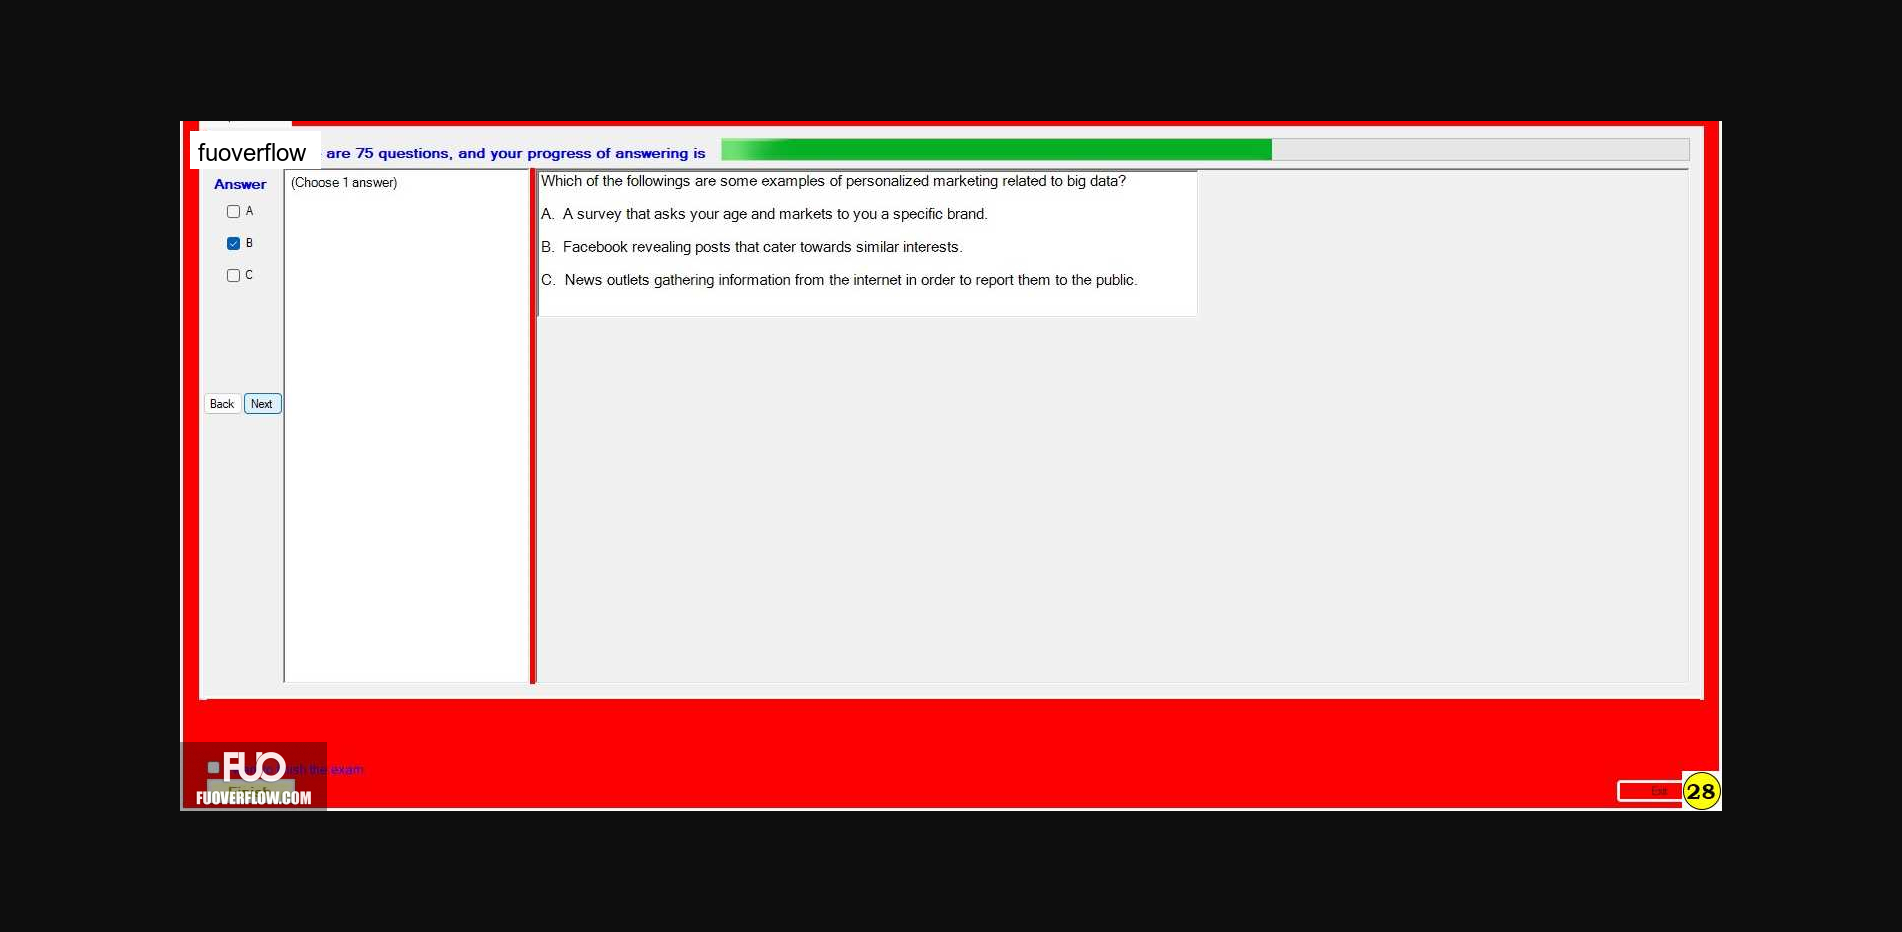 fuoverflow are 75 questions, and your progress of answering is
Answer
(Choose 1 answer)
A
B
C
Back Next
Which of the followings are some examples of personalized marketing related to big data?
A. A survey that asks your age and markets to you a specific brand.
B. Facebook revealing posts that cater towards similar interests.
C. News outlets gathering information from the internet in order to report them to the public.
FUO
the exam
Finish
FUOVERFLOW.COM
Exit
28